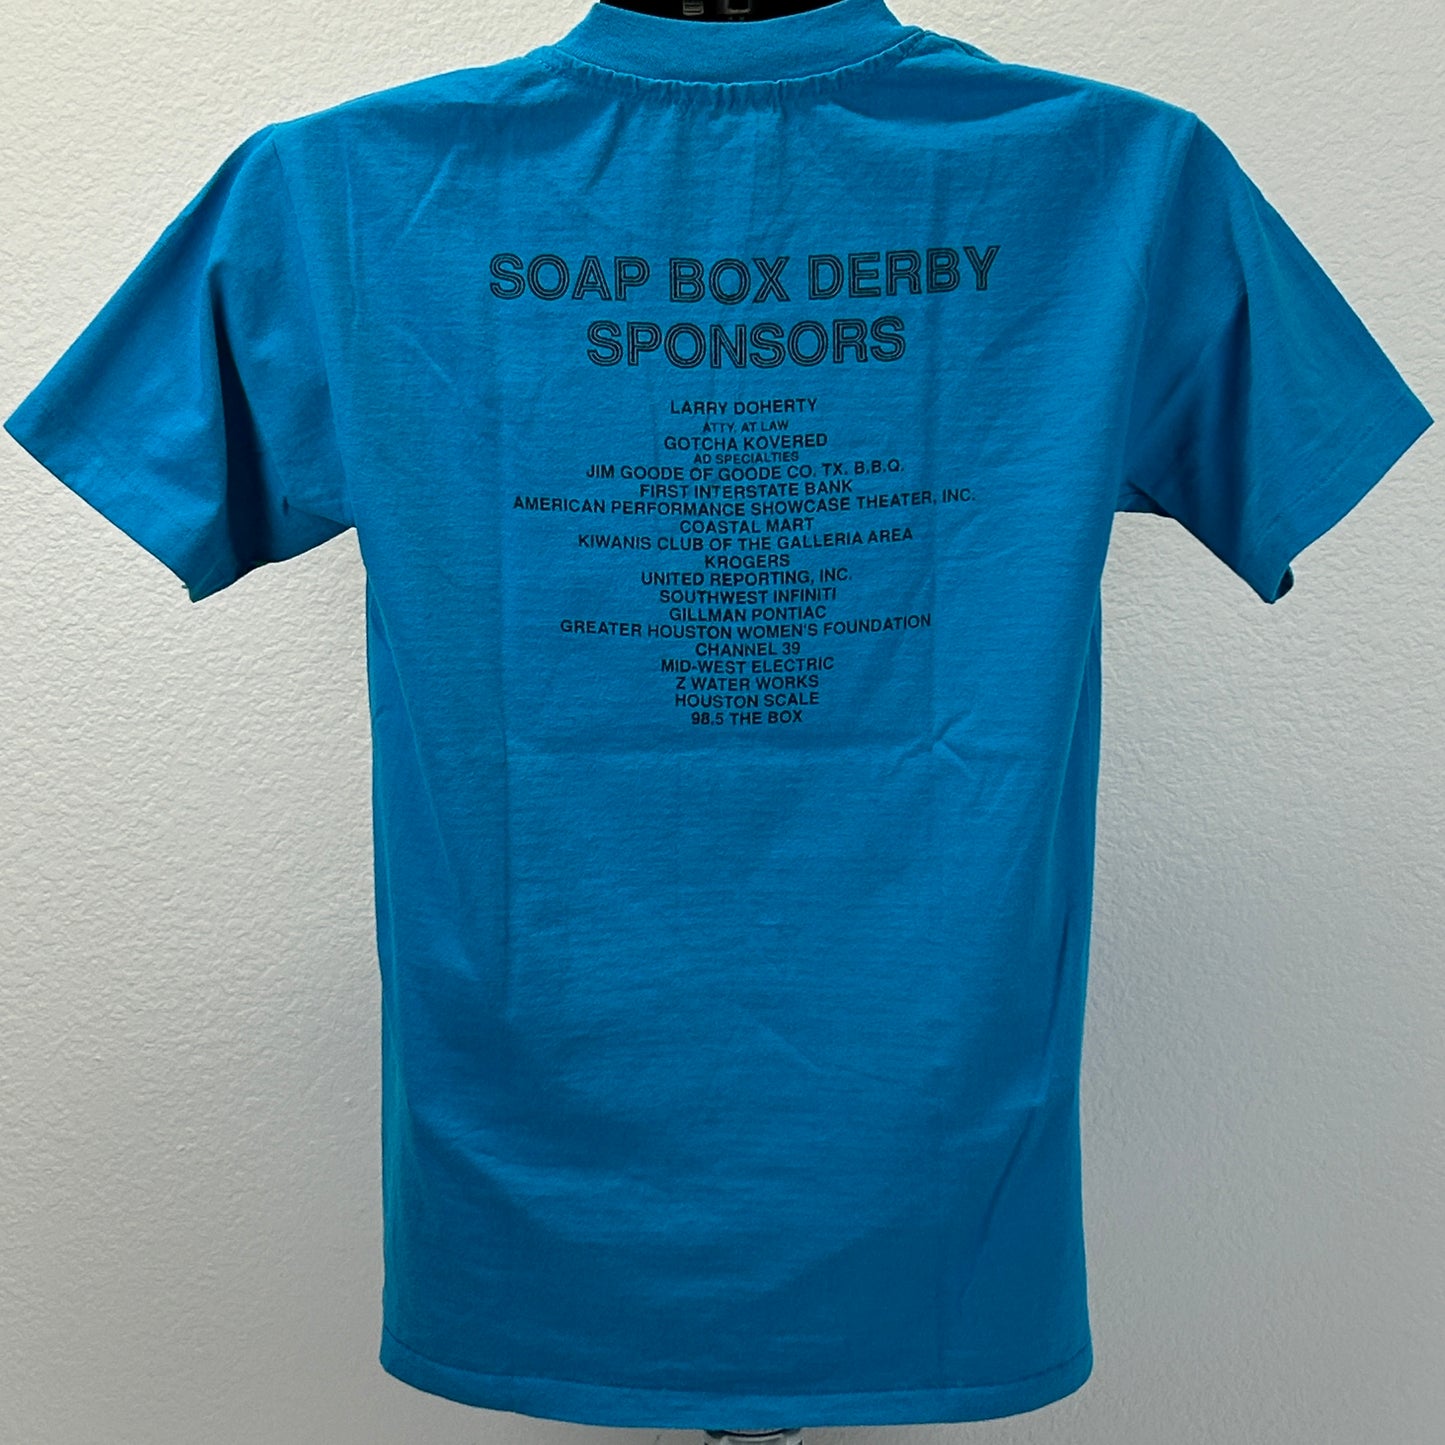 SOAP BOX DERBY
SPONSORS
LARRY DOHERTY
ATTY. AT LAW
GOTCHA KOVERED
AD SPECIALTIES
JIM GOODE OF GOODE CO. TX. B.B.Q.
FIRST INTERSTATE BANK
AMERICAN PERFORMANCE SHOWCASE THEATER, INC.
COASTAL MART
KIWANIS CLUB OF THE GALLERIA AREA
KROGERS
UNITED REPORTING, INC.
SOUTHWEST INFINITI
GILLMAN PONTIAC
GREATER HOUSTON WOMEN'S FOUNDATION
CHANNEL 39
MID-WEST ELECTRIC
Z WATER WORKS
HOUSTON SCALE
98.5 THE BOX